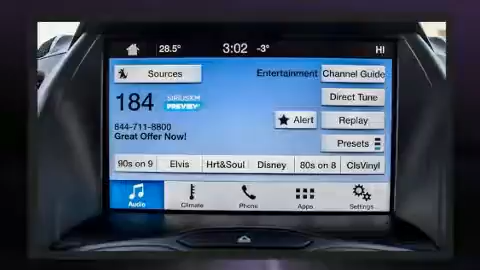 28.5° 3:02 -3° HI
Sources Entertainment Channel Guide
184 SIRIUSXM PREVIEW
Direct Tune
Alert Replay
844-711-8800
Great Offer Now!
Presets
90s on 9 Elvis Hrt&Soul Disney 80s on 8 ClsVinyl
Audio Climate Phone Apps Settings